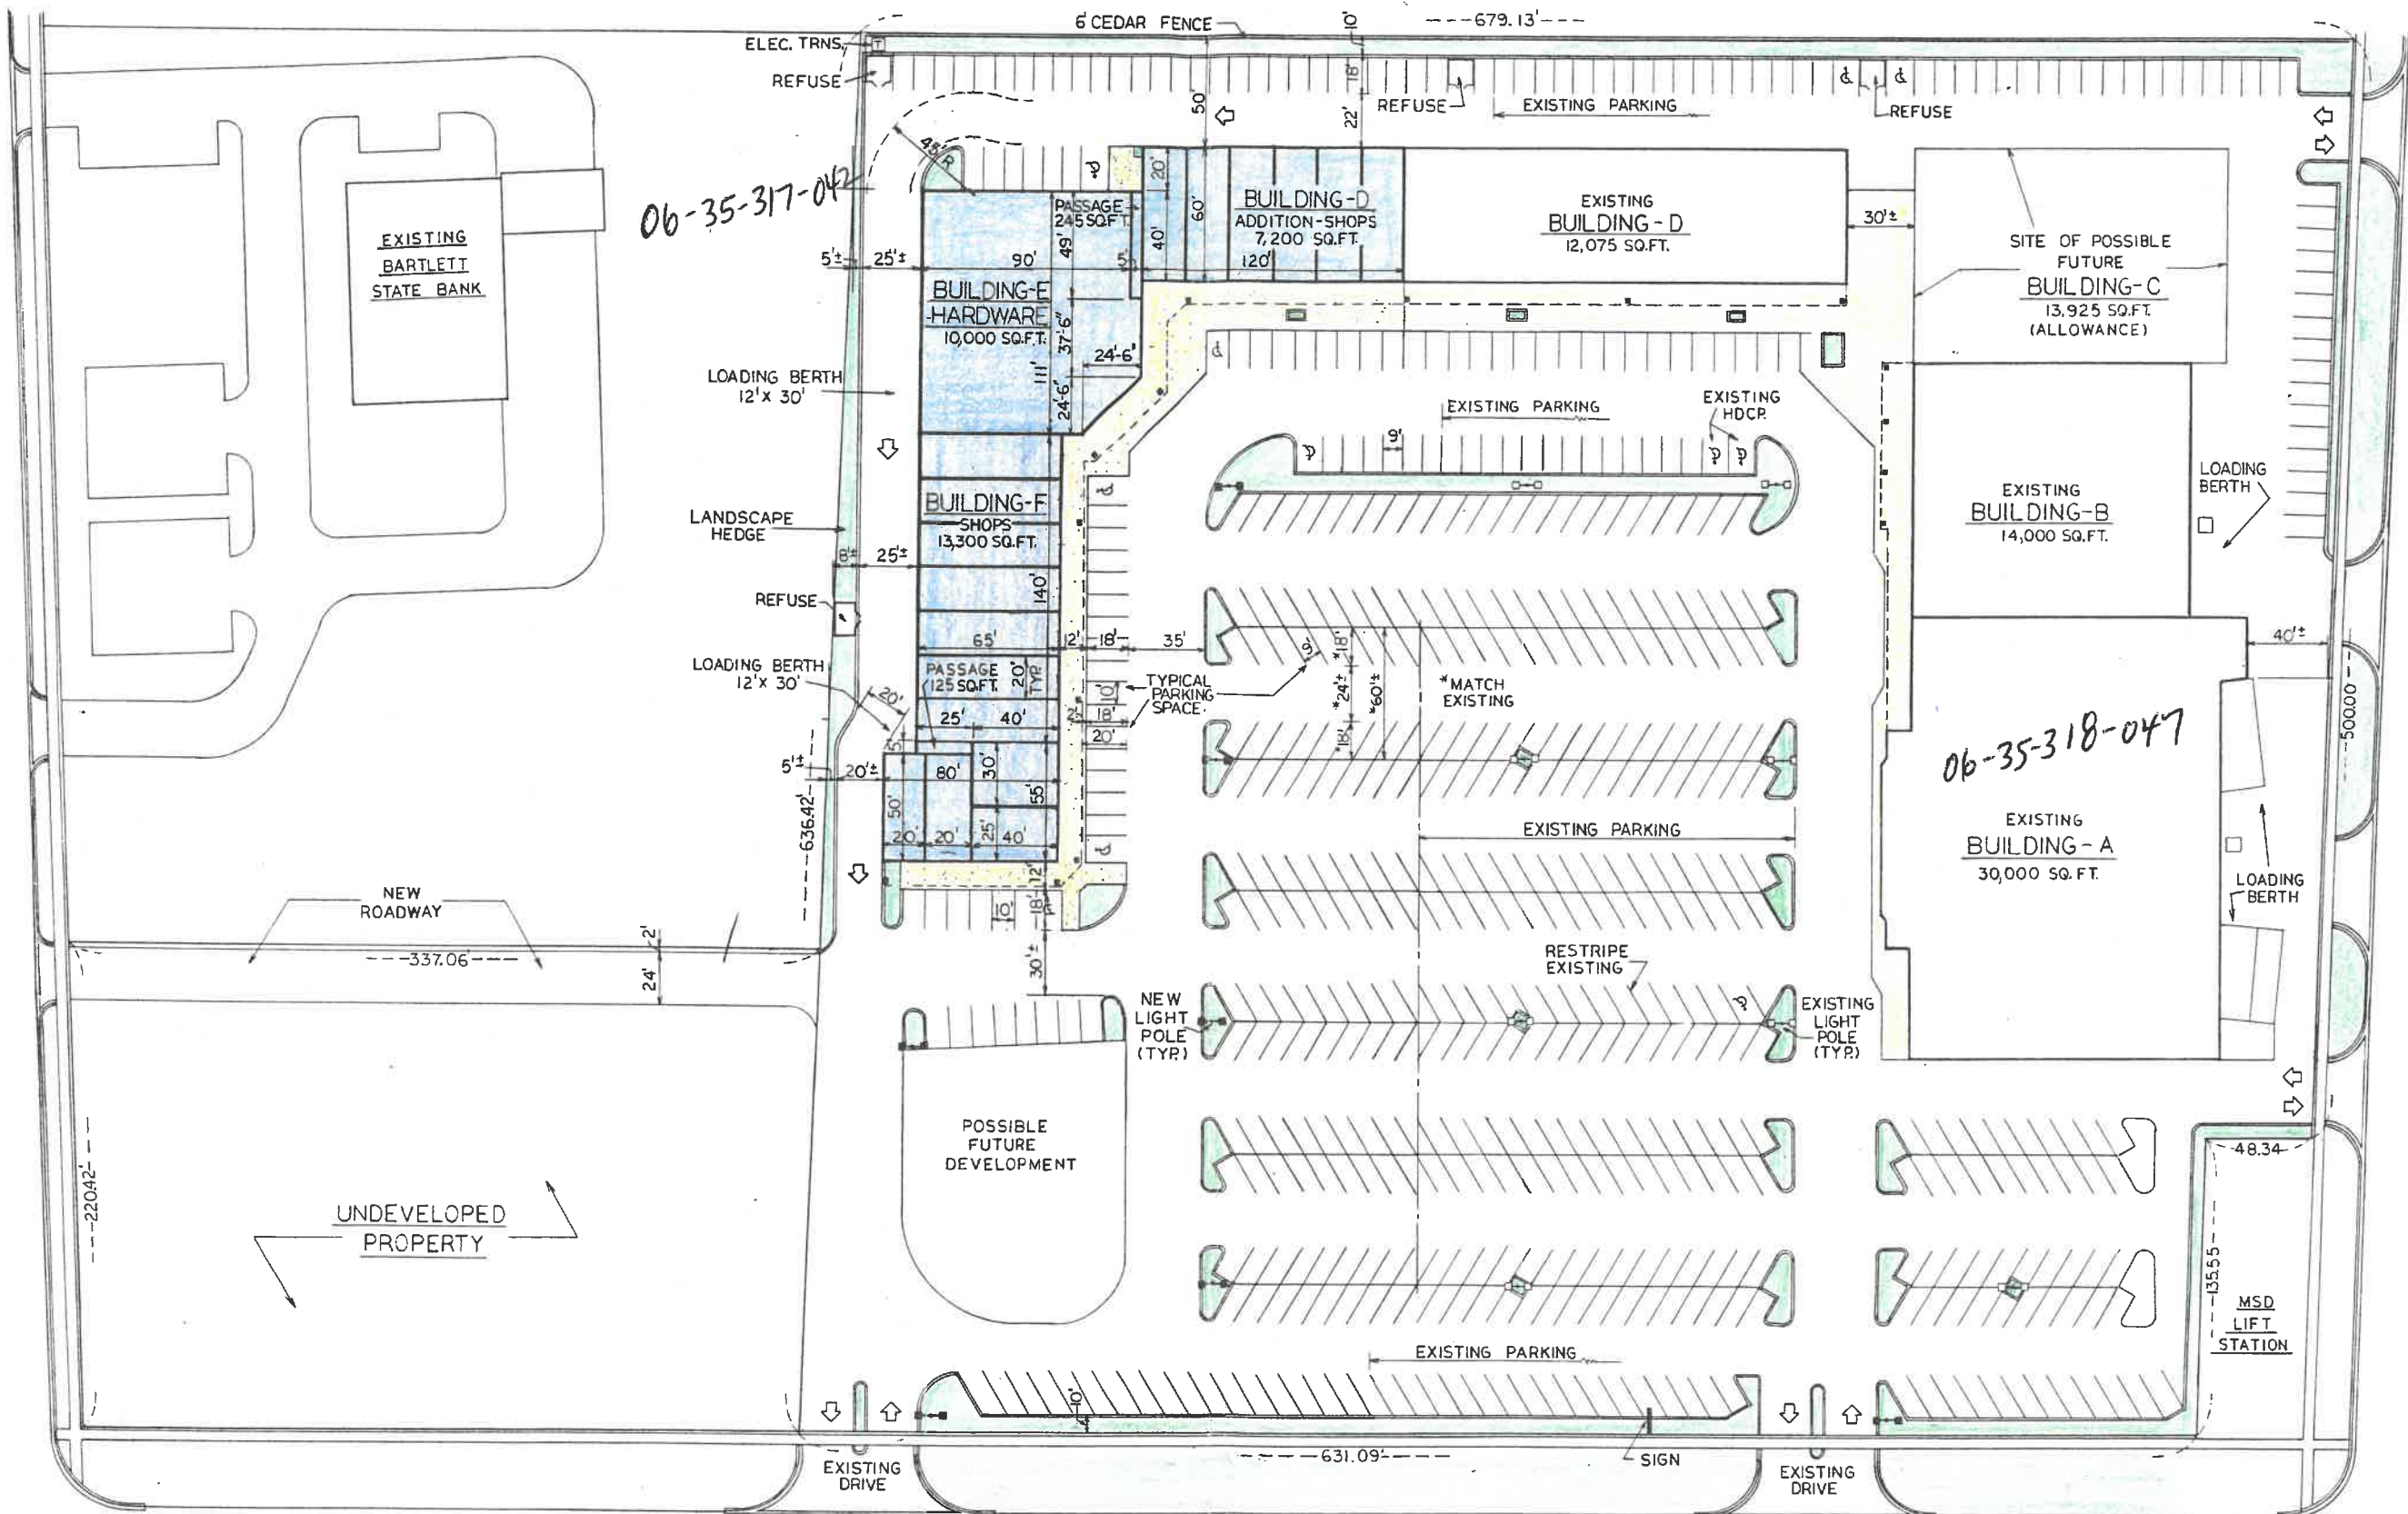 6' CEDAR FENCE
---679.13'---
10'
ELEC. TRNS.
T
REFUSE
18'
50'
22'
REFUSE
EXISTING PARKING
REFUSE
45' R
06-35-317-042
EXISTING
BARTLETT
STATE BANK
PASSAGE
245 SQ.FT.
49'
20'
40'
60'
BUILDING-D
ADDITION-SHOPS
7,200 SQ.FT.
120'
EXISTING
BUILDING-D
12,075 SQ.FT.
30'±
SITE OF POSSIBLE
FUTURE
BUILDING-C
13,925 SQ.FT.
(ALLOWANCE)
5'±
25'±
90'
5'
BUILDING-E
-HARDWARE
10,000 SQ.FT.
37'-6"
111'
24'-6"
24'-6"
LOADING BERTH
12' X 30'
EXISTING PARKING
EXISTING
HDCP.
9'
BUILDING-F
SHOPS
13,300 SQ.FT.
LANDSCAPE
HEDGE
8'±
25'±
140'
EXISTING
BUILDING-B
14,000 SQ.FT.
LOADING
BERTH
REFUSE
65'
12'
18'
35'
9'
*18'
*24'±
*60'±
*18'
*MATCH
EXISTING
40'±
LOADING BERTH
12' X 30'
PASSAGE
125 SQ.FT.
20'
TYP.
TYPICAL
PARKING
SPACE
10'
20'
25'
40'
2'
18'
20'
5'
5'±
20'±
80'
30'
55'
50'
20'
20'
25'
40'
636.42'
500.00
06-35-318-047
EXISTING
BUILDING-A
30,000 SQ.FT.
EXISTING PARKING
LOADING
BERTH
NEW
ROADWAY
12'
18'
10'
30'±
---337.06---
2'
24'
RESTRIPE
EXISTING
NEW
LIGHT
POLE
(TYP.)
EXISTING
LIGHT
POLE
(TYP.)
POSSIBLE
FUTURE
DEVELOPMENT
220.42'
UNDEVELOPED
PROPERTY
48.34
135.55
MSD
LIFT
STATION
EXISTING PARKING
10'
----631.09'----
SIGN
EXISTING
DRIVE
EXISTING
DRIVE